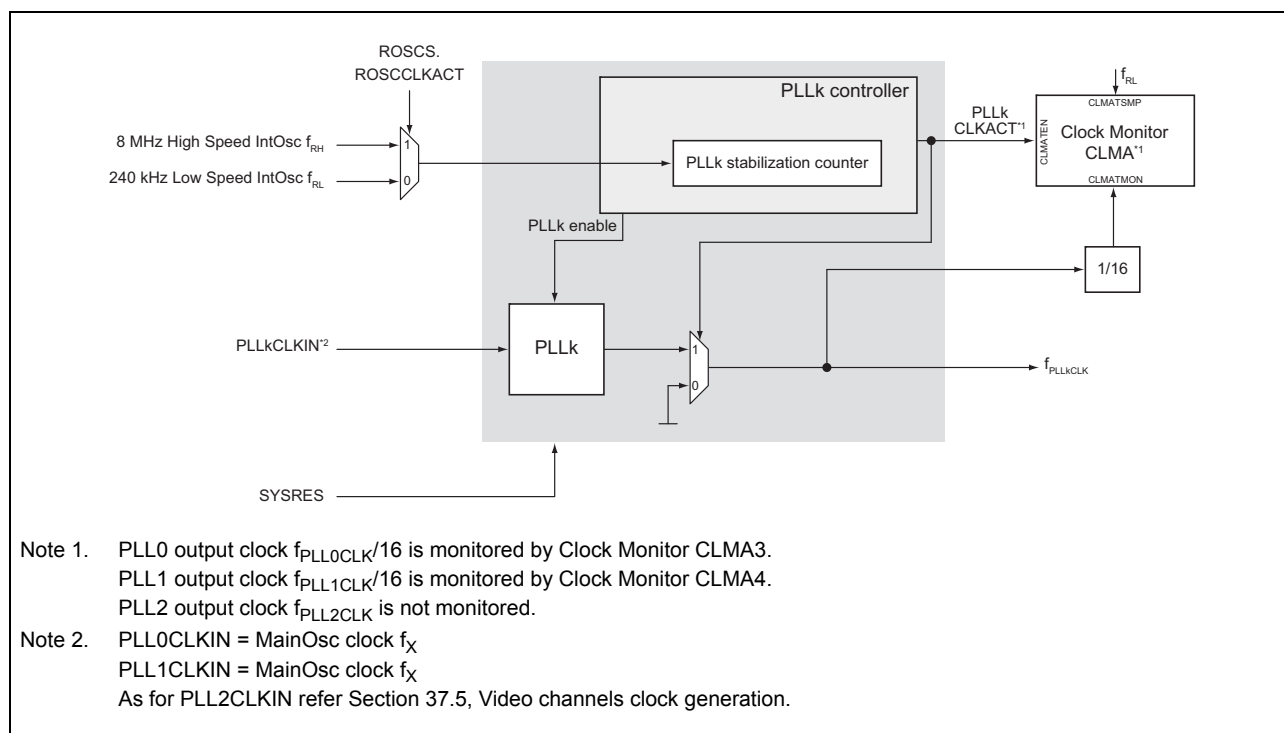 ROSCS.
ROSCCLKACT
PLLk controller
fRL
CLMATSMP
PLLk
CLKACT*1
CLMATEN
Clock Monitor
CLMA*1
CLMATMON
8 MHz High Speed IntOsc fRH
1
PLLk stabilization counter
240 kHz Low Speed IntOsc fRL
0
PLLk enable
1/16
PLLkCLKIN*2
PLLk
1
0
fPLLkCLK
SYSRES
Note 1. PLL0 output clock fPLL0CLK/16 is monitored by Clock Monitor CLMA3.
PLL1 output clock fPLL1CLK/16 is monitored by Clock Monitor CLMA4.
PLL2 output clock fPLL2CLK is not monitored.
Note 2. PLL0CLKIN = MainOsc clock fX
PLL1CLKIN = MainOsc clock fX
As for PLL2CLKIN refer Section 37.5, Video channels clock generation.